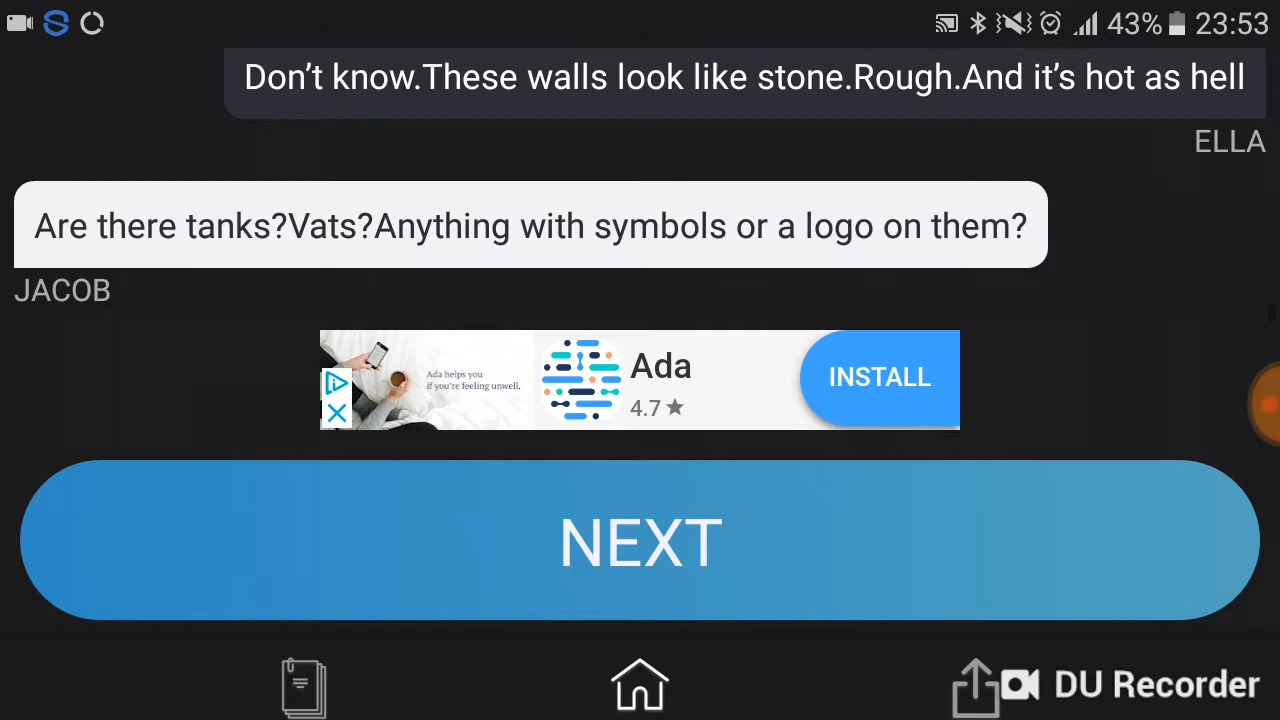 43% 23:53
Don’t know.These walls look like stone.Rough.And it’s hot as hell
ELLA
Are there tanks?Vats?Anything with symbols or a logo on them?
JACOB
Ada helps you
if you're feeling unwell.
Ada
4.7 ★
INSTALL
NEXT
DU Recorder